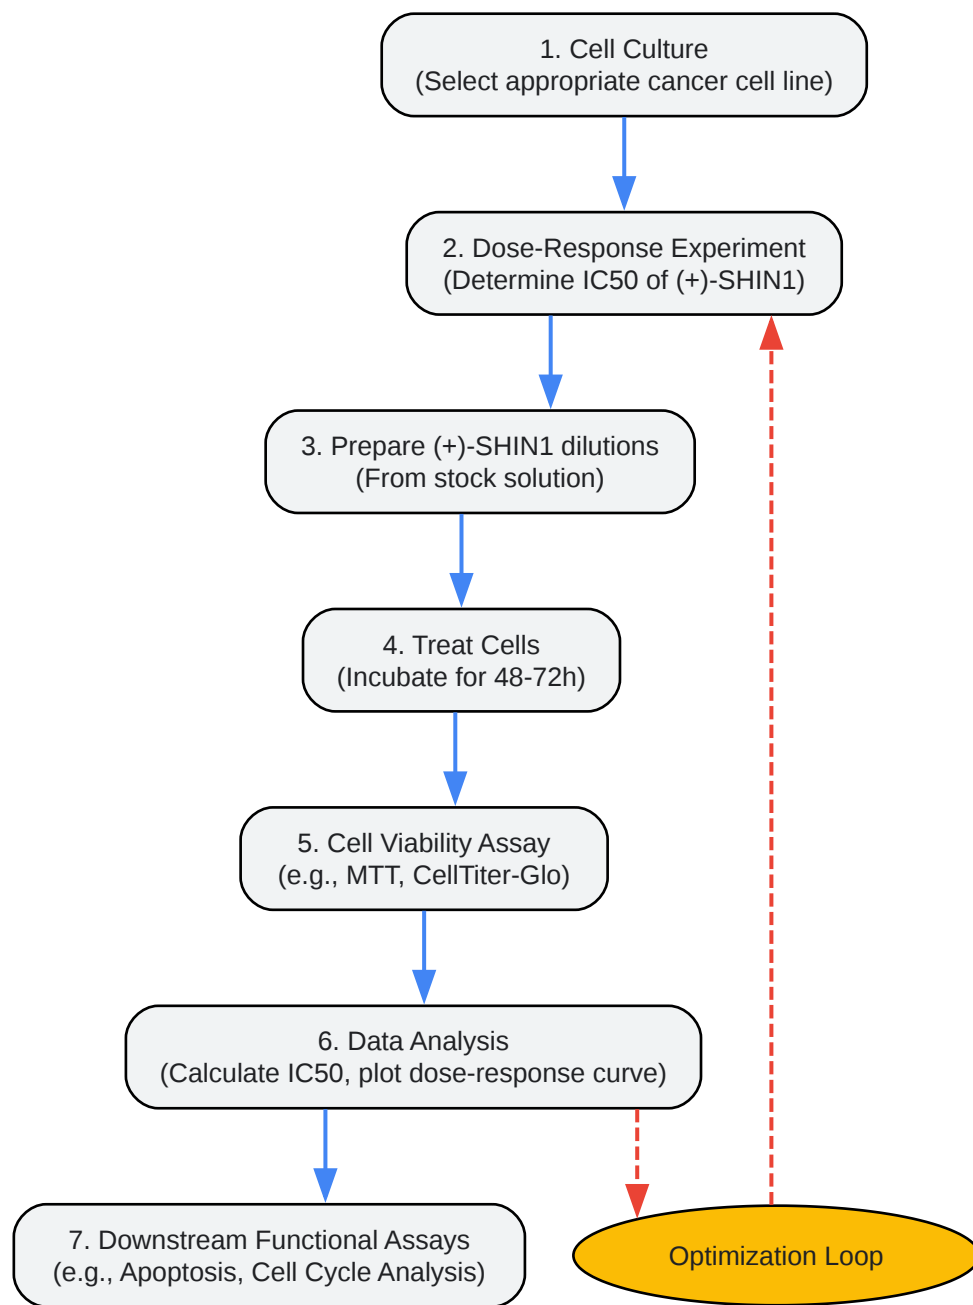 1. Cell Culture
(Select appropriate cancer cell line)
2. Dose-Response Experiment
(Determine IC50 of (+)-SHIN1)
3. Prepare (+)-SHIN1 dilutions
(From stock solution)
4. Treat Cells
(Incubate for 48-72h)
5. Cell Viability Assay
(e.g., MTT, CellTiter-Glo)
6. Data Analysis
(Calculate IC50, plot dose-response curve)
7. Downstream Functional Assays
(e.g., Apoptosis, Cell Cycle Analysis)
Optimization Loop